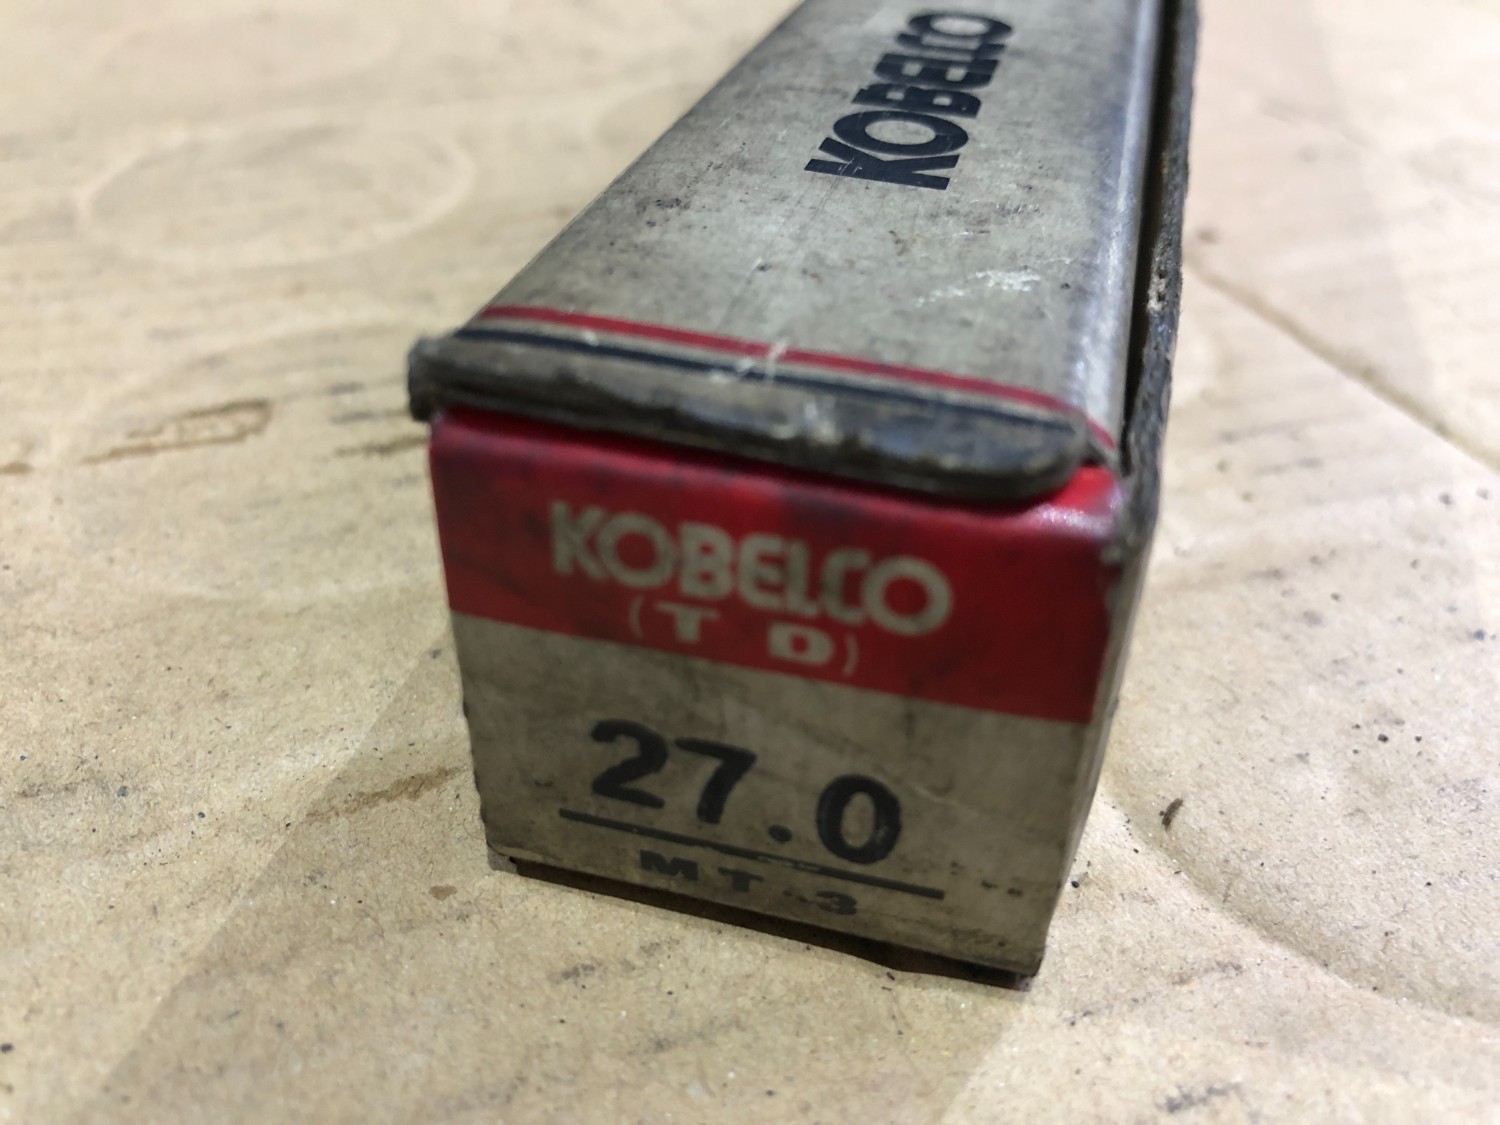 KOBELCO
KOBELCO
(T D)
27.0
MT 3